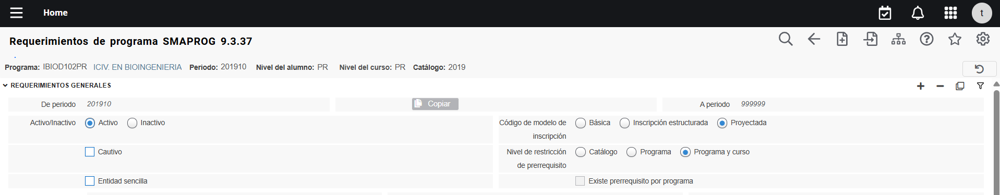 Home
t
Requerimientos de programa SMAPROG 9.3.37
Programa: IBIOD102PR ICIV. EN BIOINGENIERIA Periodo: 201910 Nivel del alumno: PR Nivel del curso: PR Catálogo: 2019
REQUERIMIENTOS GENERALES
De periodo 201910 Copiar A periodo 999999
Activo/Inactivo Activo Inactivo Código de modelo de inscripción Básica Inscripción estructurada Proyectada
Cautivo Nivel de restricción de prerrequisito Catálogo Programa Programa y curso
Entidad sencilla Existe prerrequisito por programa